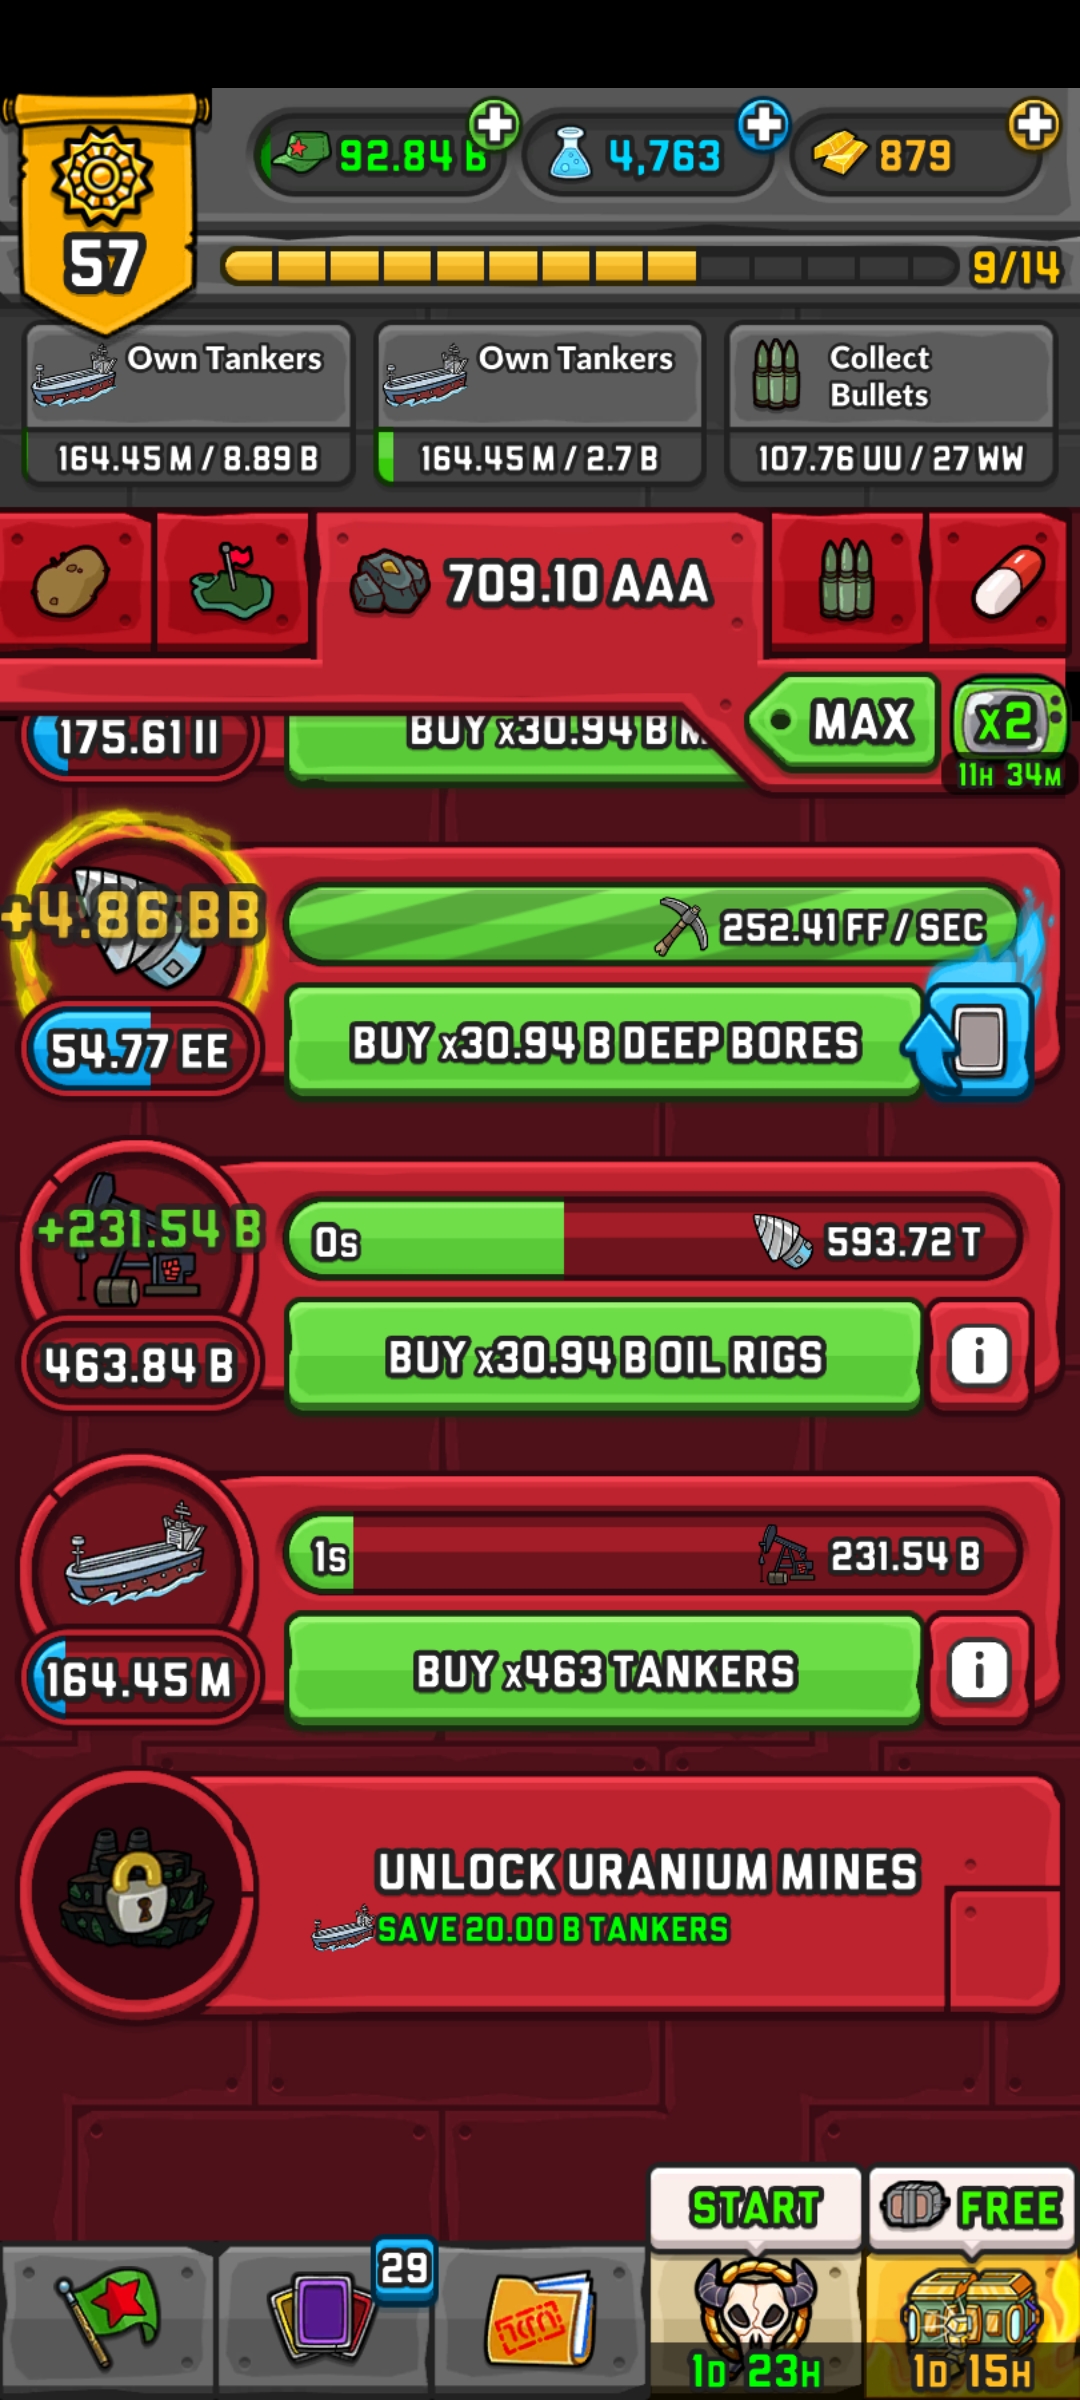 92.84 B
4,763
879
57
9/14
Own Tankers
164.45 M / 8.89 B
Own Tankers
164.45 M / 2.7 B
Collect
Bullets
107.76 UU / 27 WW
709.10 AAA
MAX
x2
11H 34M
175.61 II
BUY x30.94 B M
+4.86 BB
252.41 FF / SEC
54.77 EE
BUY x30.94 B DEEP BORES
+231.54 B
0s
593.72 T
463.84 B
BUY x30.94 B OIL RIGS
i
1s
231.54 B
164.45 M
BUY x463 TANKERS
i
UNLOCK URANIUM MINES
SAVE 20.00 B TANKERS
START
FREE
29
1D 23H
1D 15H